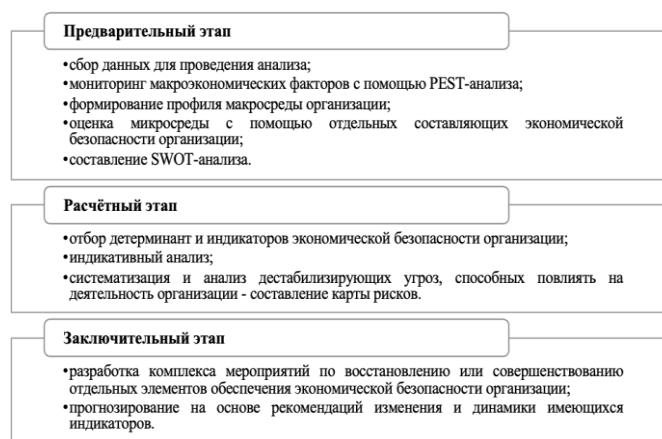 Предварительный этап
•сбор данных для проведения анализа;
•мониторинг макроэкономических факторов с помощью PEST-анализа;
•формирование профиля макросреды организации;
•оценка микросреды с помощью отдельных составляющих экономической
безопасности организации;
•составление SWOT-анализа.
Расчётный этап
•отбор детерминант и индикаторов экономической безопасности организации;
•индикативный анализ;
•систематизация и анализ дестабилизирующих угроз, способных повлиять на
деятельность организации - составление карты рисков.
Заключительный этап
•разработка комплекса мероприятий по восстановлению или совершенствованию
отдельных элементов обеспечения экономической безопасности организации;
•прогнозирование на основе рекомендаций изменения и динамики имеющихся
индикаторов.